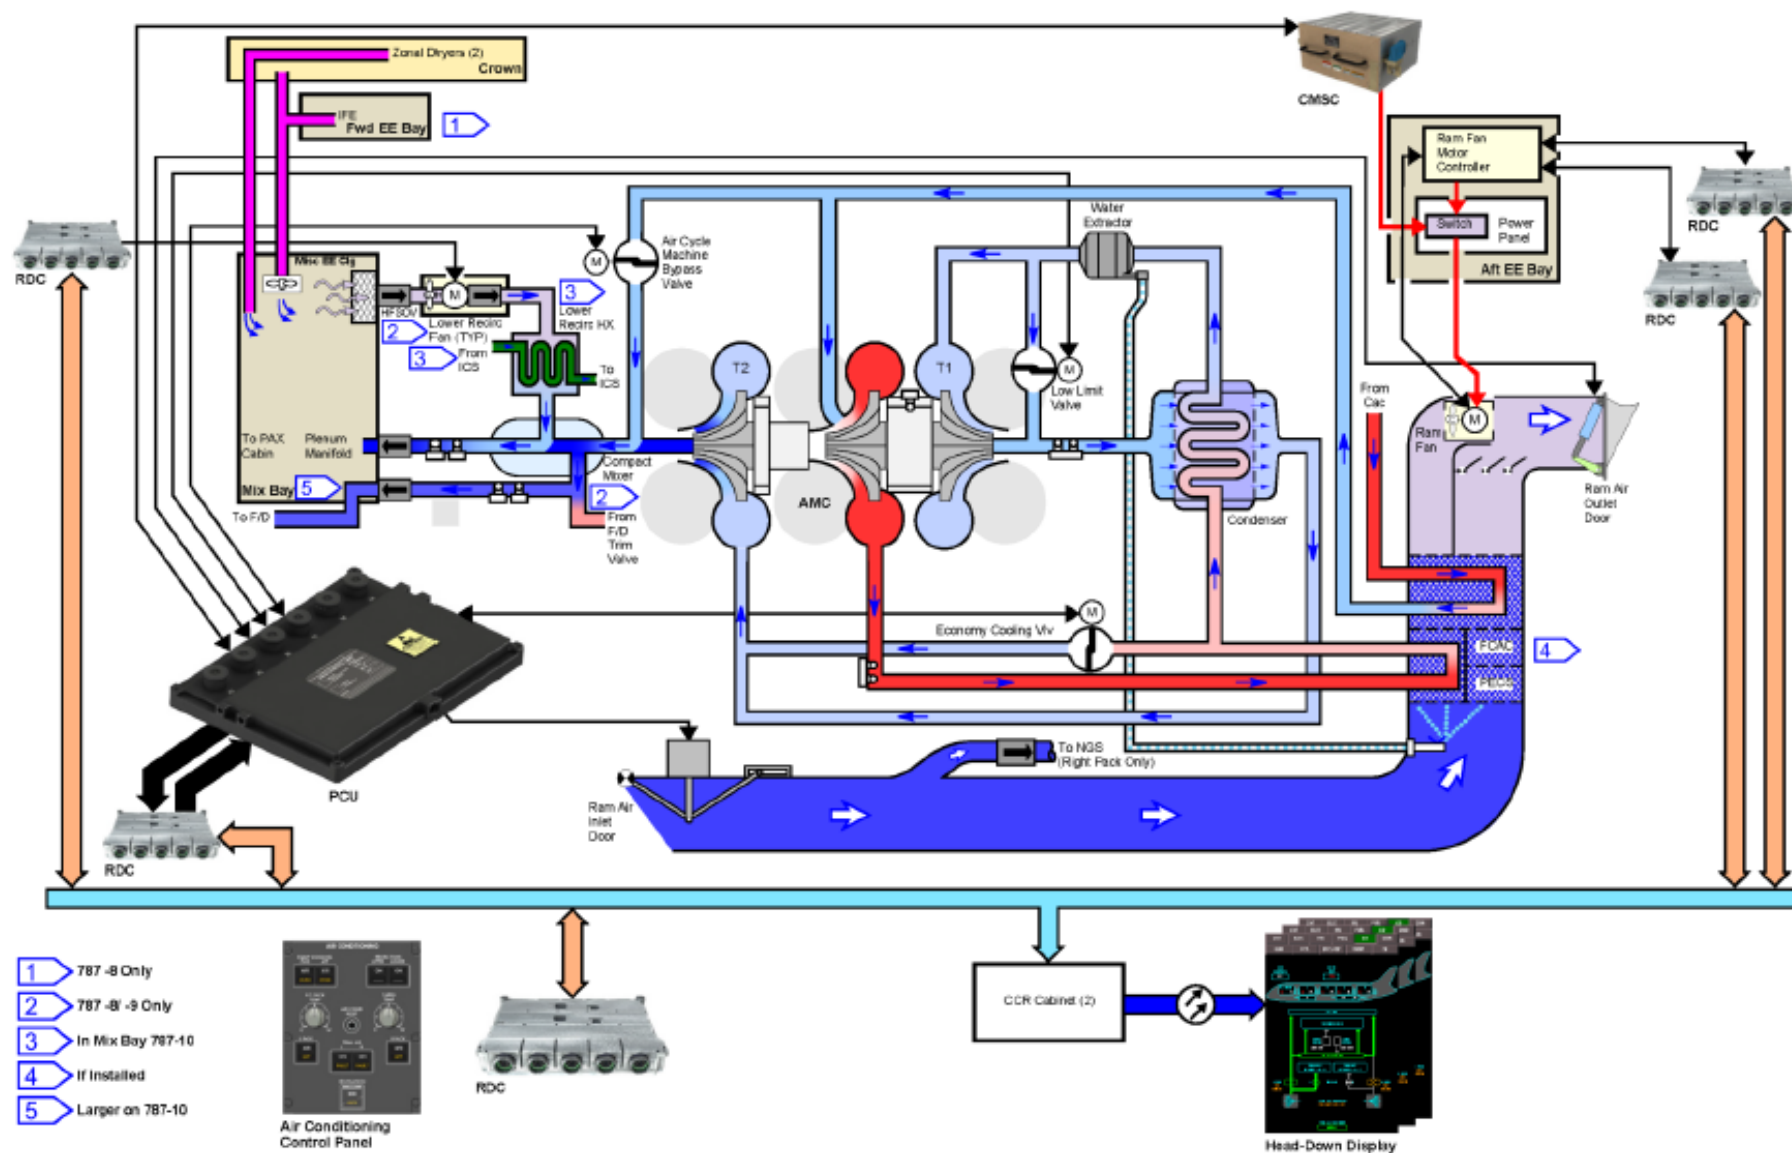 Zonal Dryers (2)
Crown
IFE
Fwd EE Bay
1
CMSC
Ram Fan
Motor
Controller
Switch
Power
Panel
Aft EE Bay
RDC
RDC
RDC
Misc EE Clg
HFSOV
2
Lower Recirc
Fan (TYP)
3
Lower
Recirc HX
3
From
ICS
To
ICS
Air Cycle
Machine
Bypass
Valve
M
M
Water
Extractor
T2
T1
M
Low Limit
Valve
From
Cac
M
Ram
Fan
Ram Air
Outlet
Door
To PAX
Cabin
Plenum
Manifold
Mix Bay
5
To F/D
Compact
Mixer
2
From
F/D
Trim
Valve
AMC
Condenser
M
Economy Cooling Vlv
FCAC
PECS
4
To NGS
(Right Pack Only)
Ram Air
Inlet
Door
PCU
RDC
1 787 -8 Only
2 787 -8/ -9 Only
3 In Mix Bay 787-10
4 If Installed
5 Larger on 787-10
AIR CONDITIONING
Air Conditioning
Control Panel
RDC
CCR Cabinet (2)
Head-Down Display